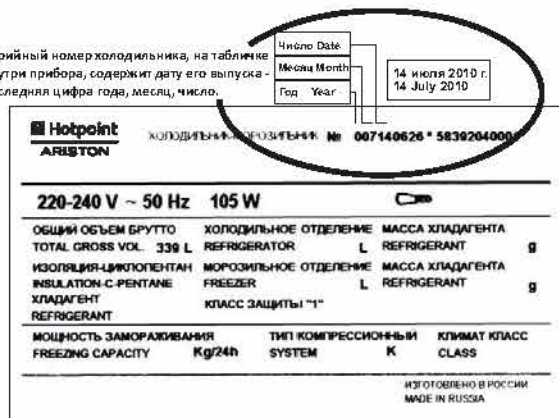 рийный номер холодильника, на табличке
утри прибора, содержит дату его выпуска -
следняя цифра года, месяц, число.
Число Date
Месяц Month
Год Year
14 июля 2010 г.
14 July 2010
Hotpoint
ARISTON
ХОЛОДИЛЬНИК-МОРОЗИЛЬНИК № 007140626 * 5839204000
220-240 V ~ 50 Hz 105 W
ОБЩИЙ ОБЪЕМ БРУТТО ХОЛОДИЛЬНОЕ ОТДЕЛЕНИЕ МАССА ХЛАДАГЕНТА
TOTAL GROSS VOL. 339 L REFRIGERATOR L REFRIGERANT g
ИЗОЛЯЦИЯ-ЦИКЛОПЕНТАН МОРОЗИЛЬНОЕ ОТДЕЛЕНИЕ МАССА ХЛАДАГЕНТА
INSULATION-C-PENTANE FREEZER L REFRIGERANT g
ХЛАДАГЕНТ КЛАСС ЗАЩИТЫ "1"
REFRIGERANT
МОЩНОСТЬ ЗАМОРАЖИВАНИЯ ТИП КОМПРЕССИОННЫЙ КЛИМАТ КЛАСС
FREEZING CAPACITY Kg/24h SYSTEM K CLASS
ИЗГОТОВЛЕНО В РОССИИ
MADE IN RUSSIA